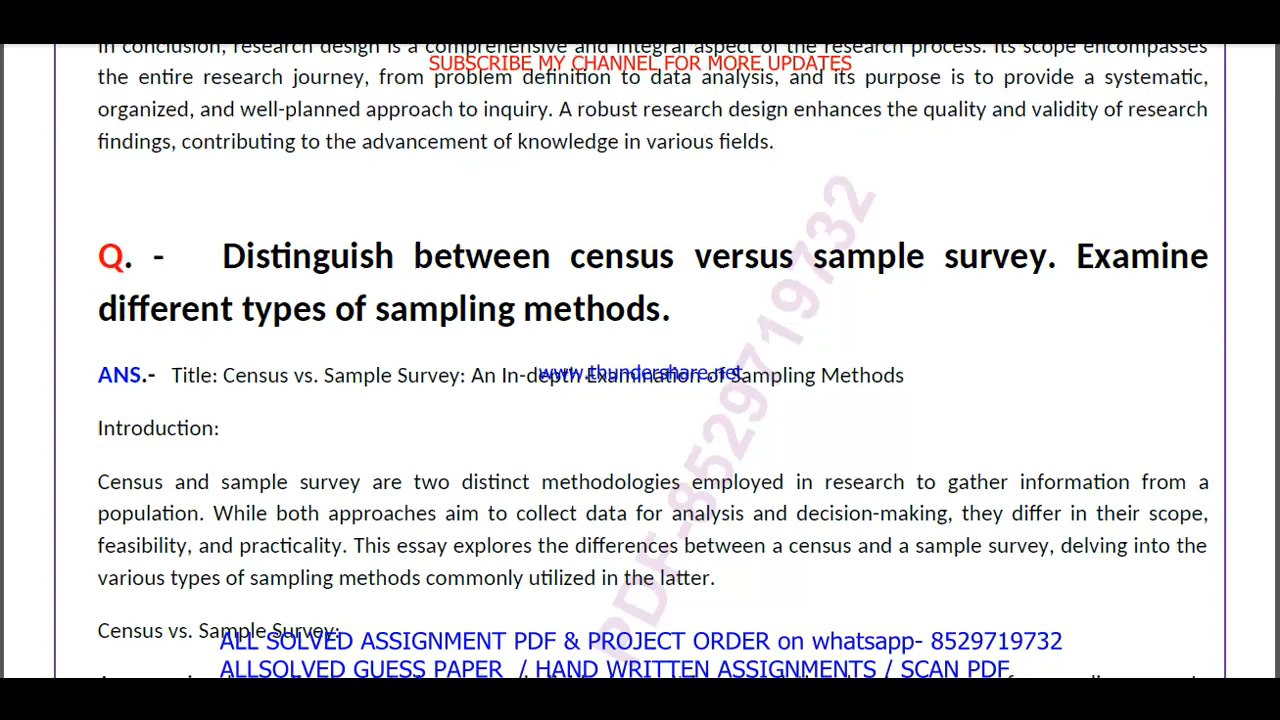 In conclusion, research design is a comprehensive and integral aspect of the research process. Its scope encompasses
SUBSCRIBE MY CHANNEL FOR MORE UPDATES
the entire research journey, from problem definition to data analysis, and its purpose is to provide a systematic,
organized, and well-planned approach to inquiry. A robust research design enhances the quality and validity of research
findings, contributing to the advancement of knowledge in various fields.
Q. - Distinguish between census versus sample survey. Examine
different types of sampling methods.
ANS.- Title: Census vs. Sample Survey: An In-depth Examination of Sampling Methods
www.thundershare.net
Introduction:
Census and sample survey are two distinct methodologies employed in research to gather information from a
population. While both approaches aim to collect data for analysis and decision-making, they differ in their scope,
feasibility, and practicality. This essay explores the differences between a census and a sample survey, delving into the
various types of sampling methods commonly utilized in the latter.
Census vs. Sample Survey:
ALL SOLVED ASSIGNMENT PDF & PROJECT ORDER on whatsapp- 8529719732
ALLSOLVED GUESS PAPER / HAND WRITTEN ASSIGNMENTS / SCAN PDF
PDF-8529719732